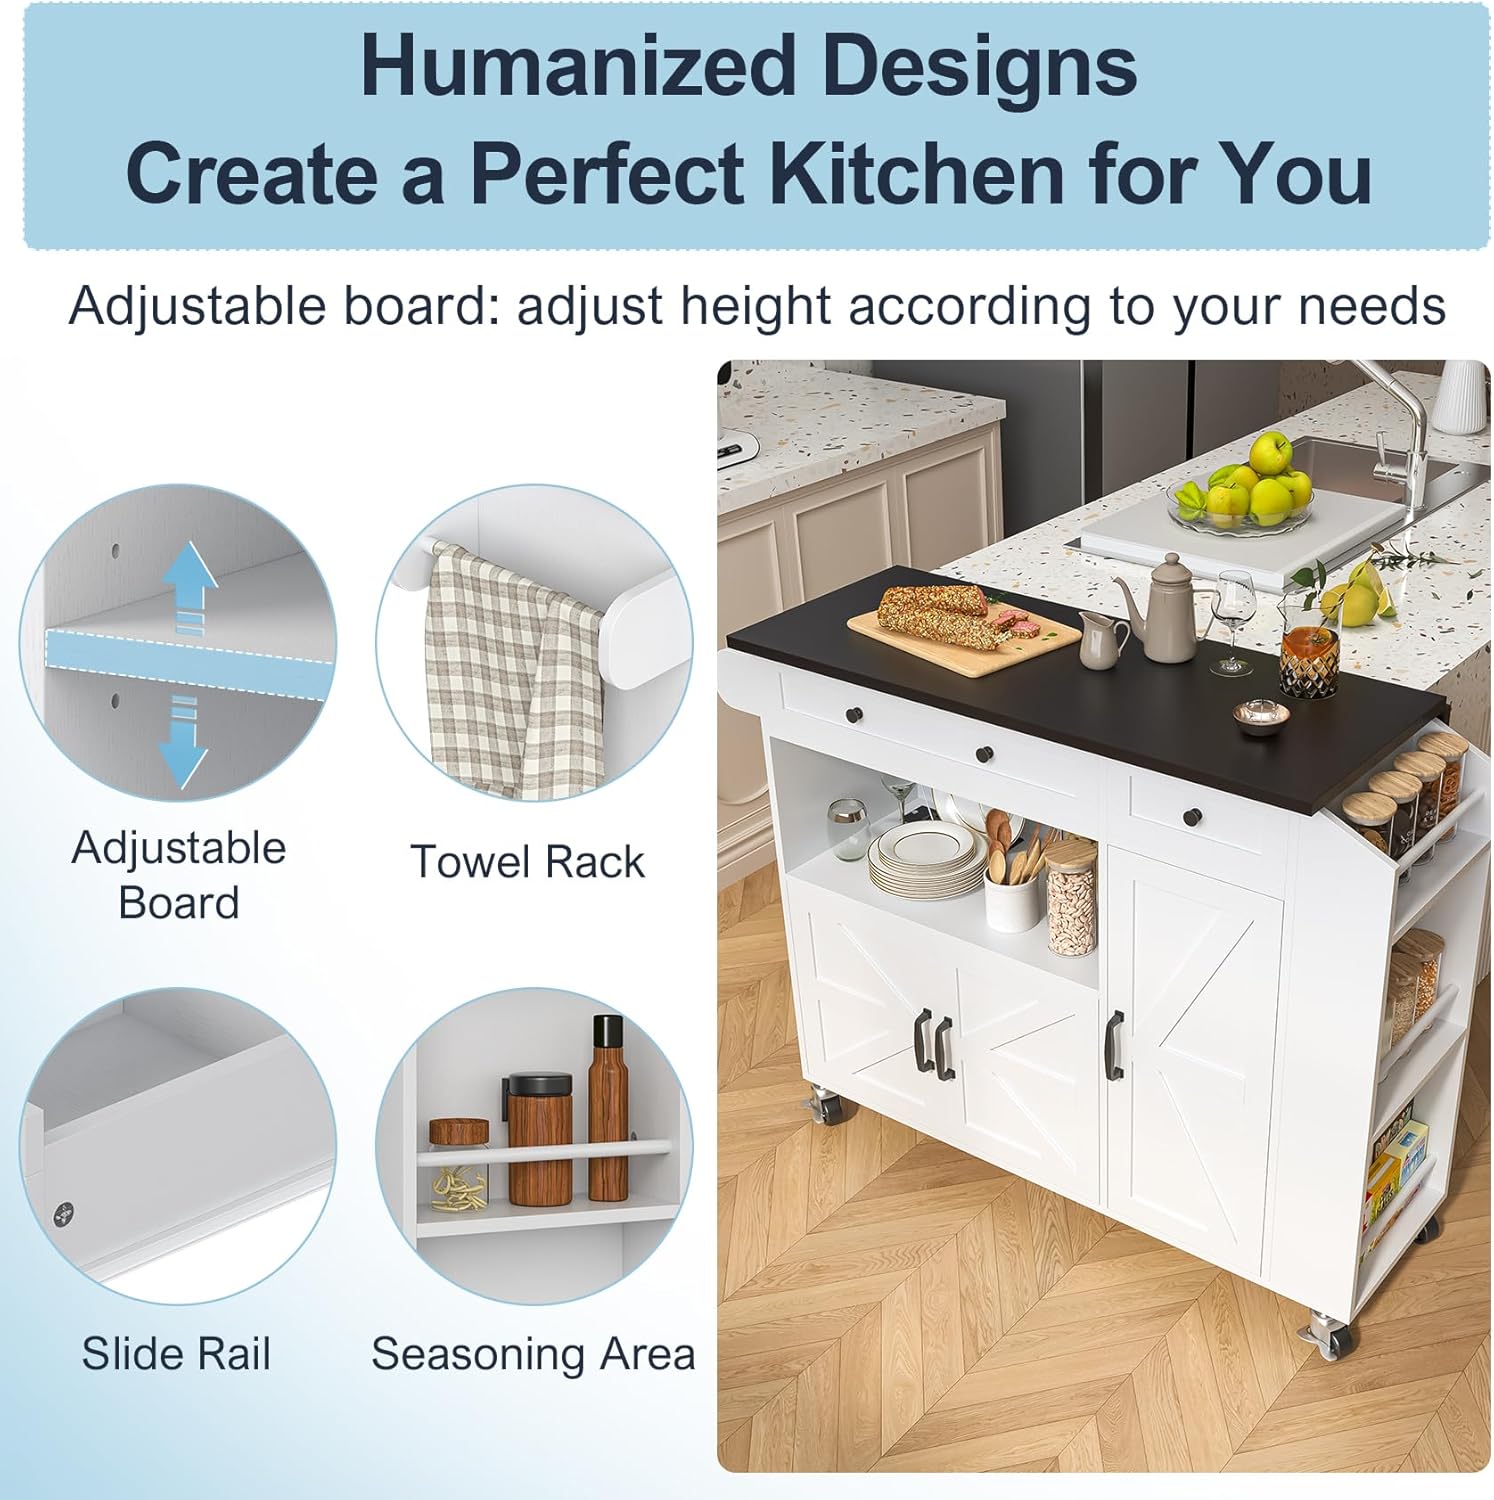 Humanized Designs
Create a Perfect Kitchen for You
Adjustable board: adjust height according to your needs
Adjustable
Board
Towel Rack
Slide Rail
Seasoning Area